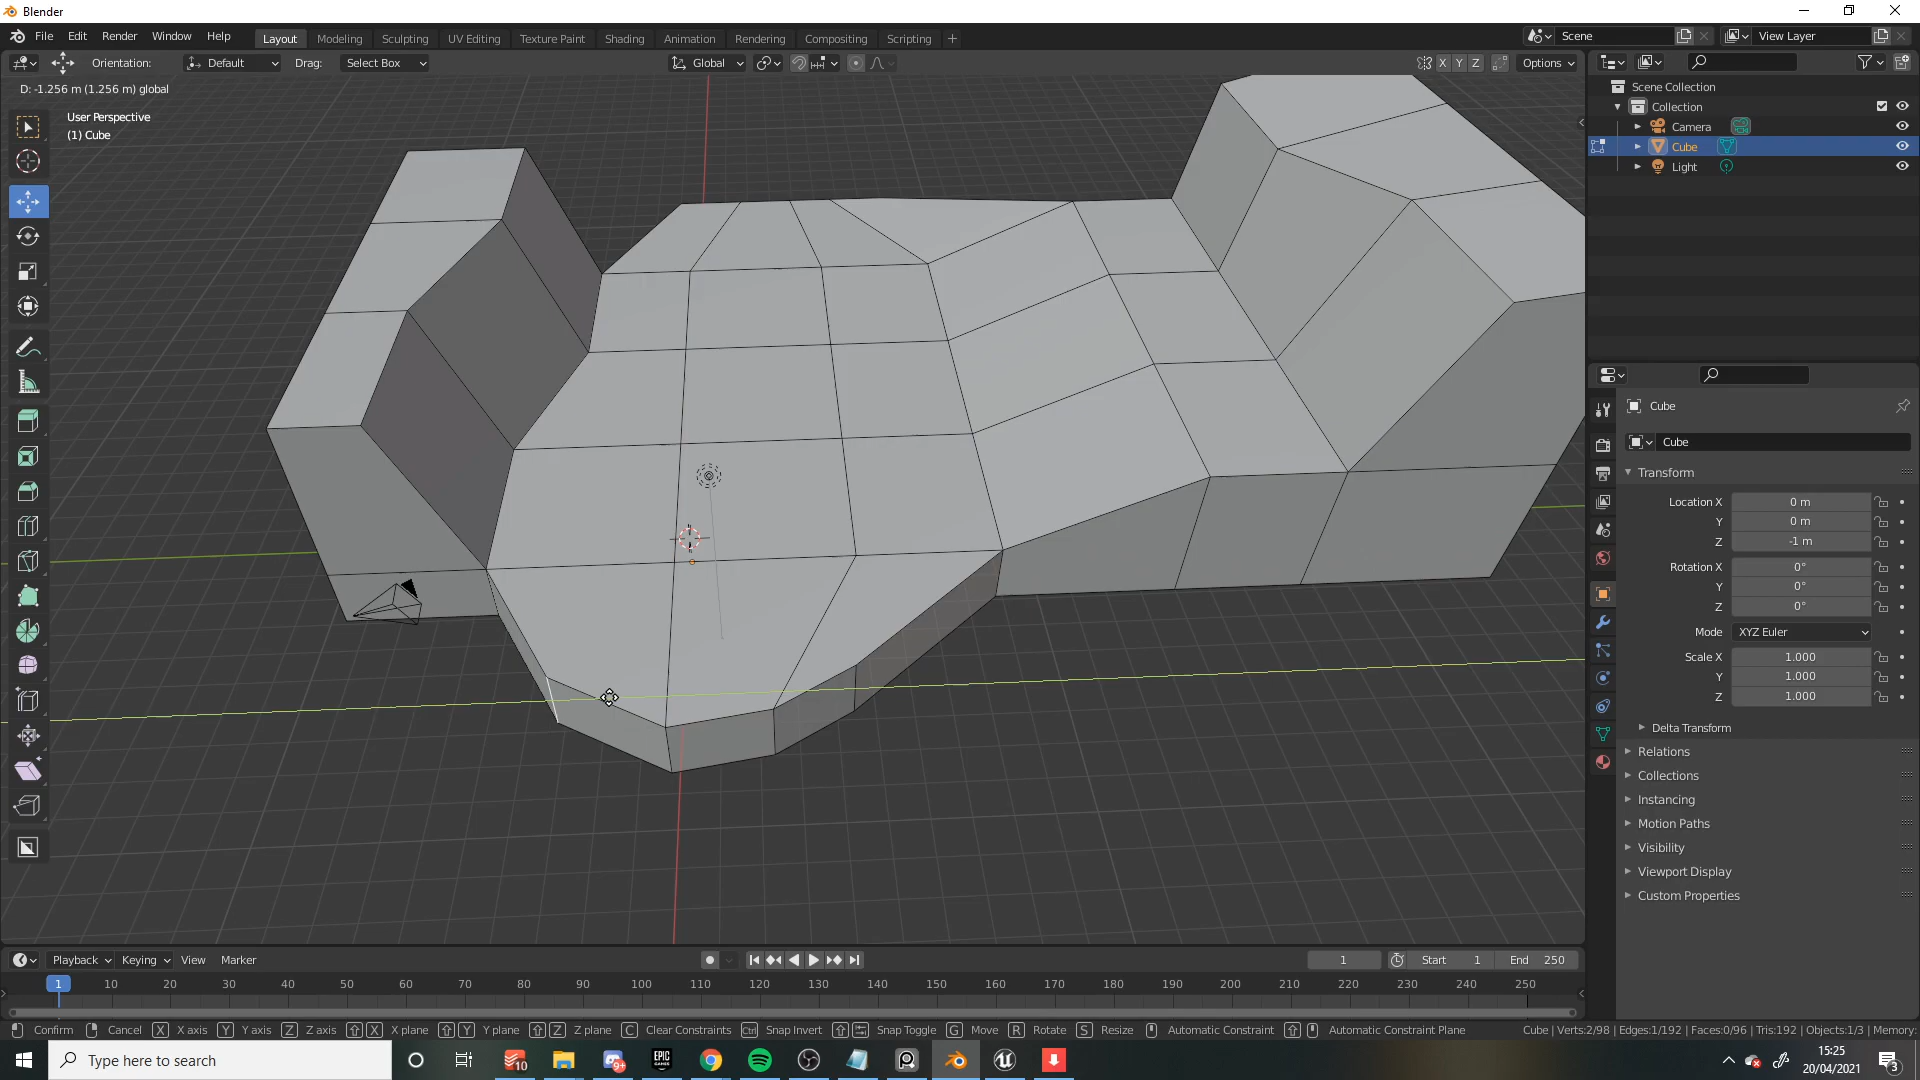 Blender
File Edit Render Window Help Layout Modeling Sculpting UV Editing Texture Paint Shading Animation Rendering Compositing Scripting + Scene View Layer
Orientation: Default Drag: Select Box Global X Y Z Options
D: -1.256 m (1.256 m) global
User Perspective
(1) Cube
Scene Collection
Collection
Camera
Cube
Light
Cube
Cube
Transform
Location X 0 m
Y 0 m
Z -1 m
Rotation X 0°
Y 0°
Z 0°
Mode XYZ Euler
Scale X 1.000
Y 1.000
Z 1.000
Delta Transform
Relations
Collections
Instancing
Motion Paths
Visibility
Viewport Display
Custom Properties
Playback Keying View Marker 1 Start 1 End 250
1 10 20 30 40 50 60 70 80 90 100 110 120 130 140 150 160 170 180 190 200 210 220 230 240 250
Confirm Cancel X X axis Y Y axis Z Z axis X X plane Y Y plane Z Z plane C Clear Constraints Ctrl Snap Invert Snap Toggle G Move R Rotate S Resize Automatic Constraint Automatic Constraint Plane Cube | Verts:2/98 | Edges:1/192 | Faces:0/96 | Tris:192 | Objects:1/3 | Memory:
Type here to search 10 9+ EPIC GAMES 15:25
20/04/2021 3